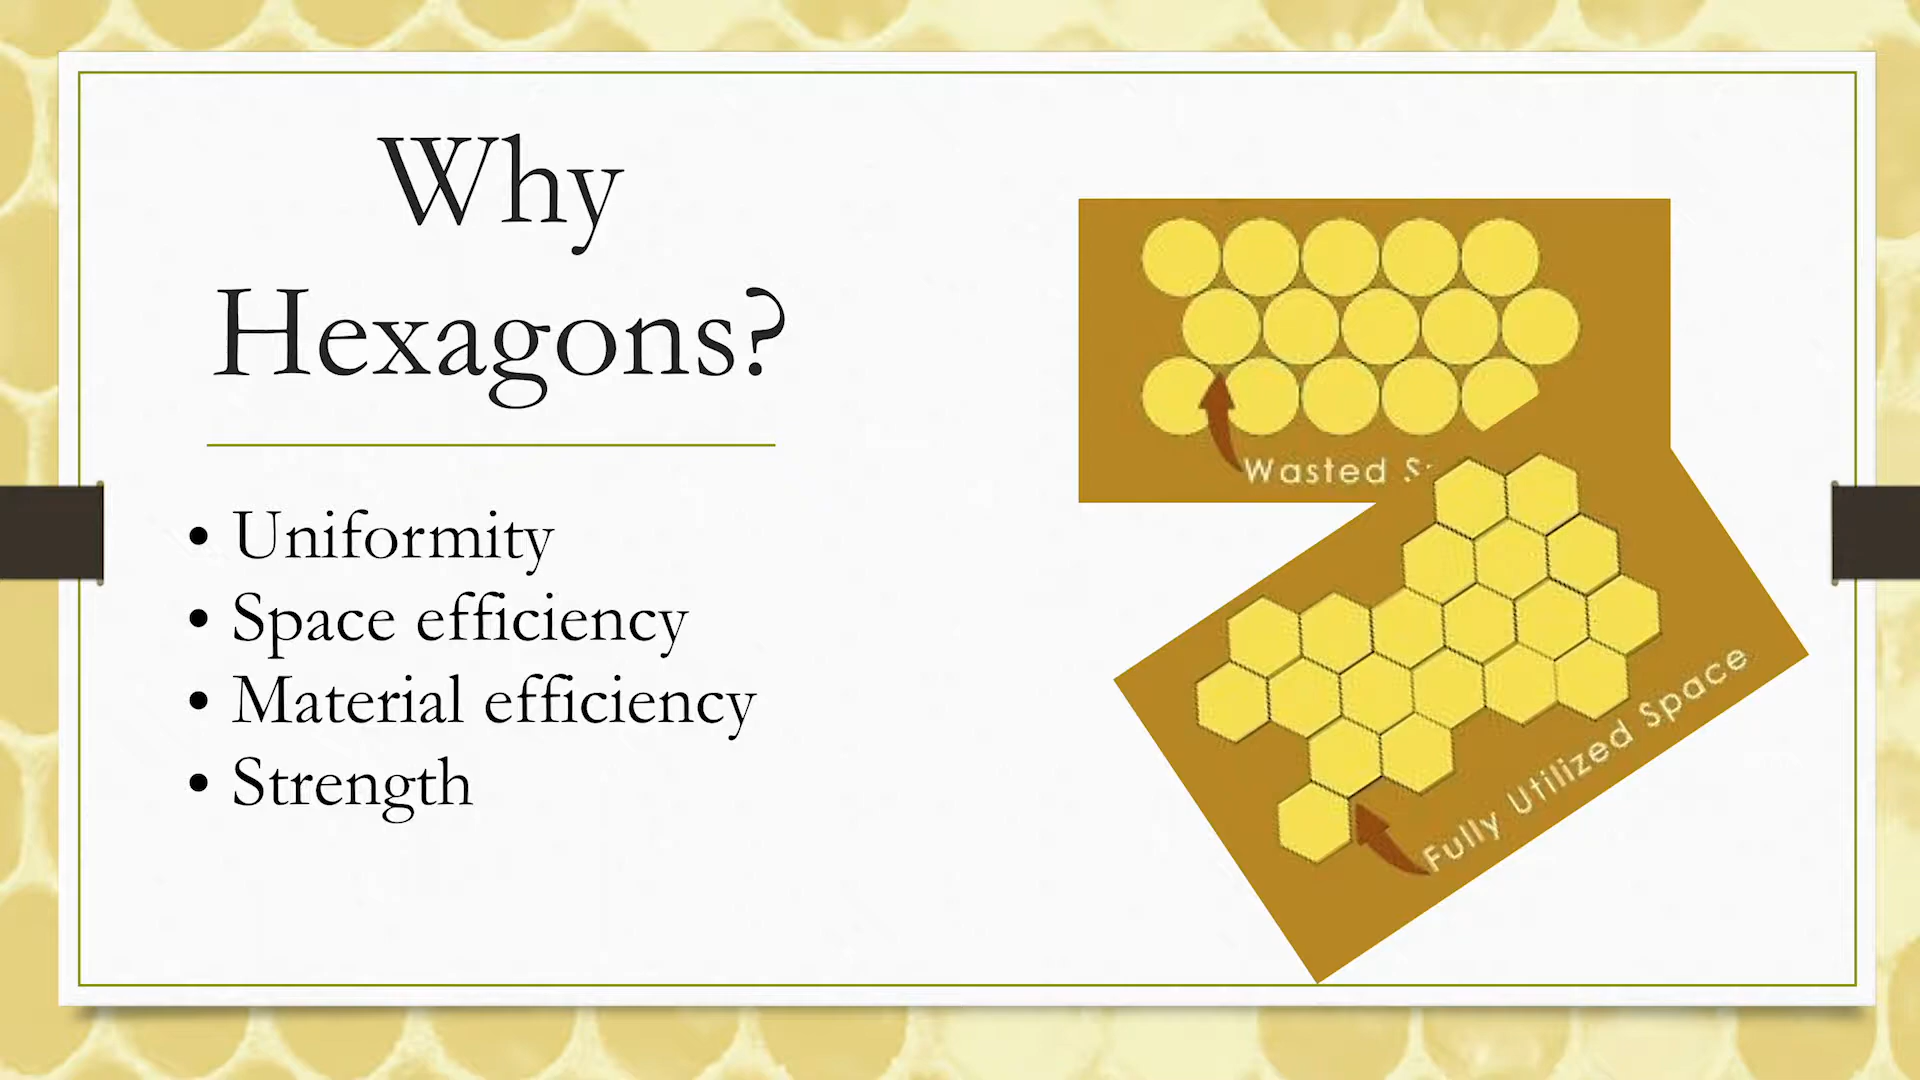 Why
Hexagons?
• Uniformity
• Space efficiency
• Material efficiency
• Strength
Wasted
Fully Utilized Space